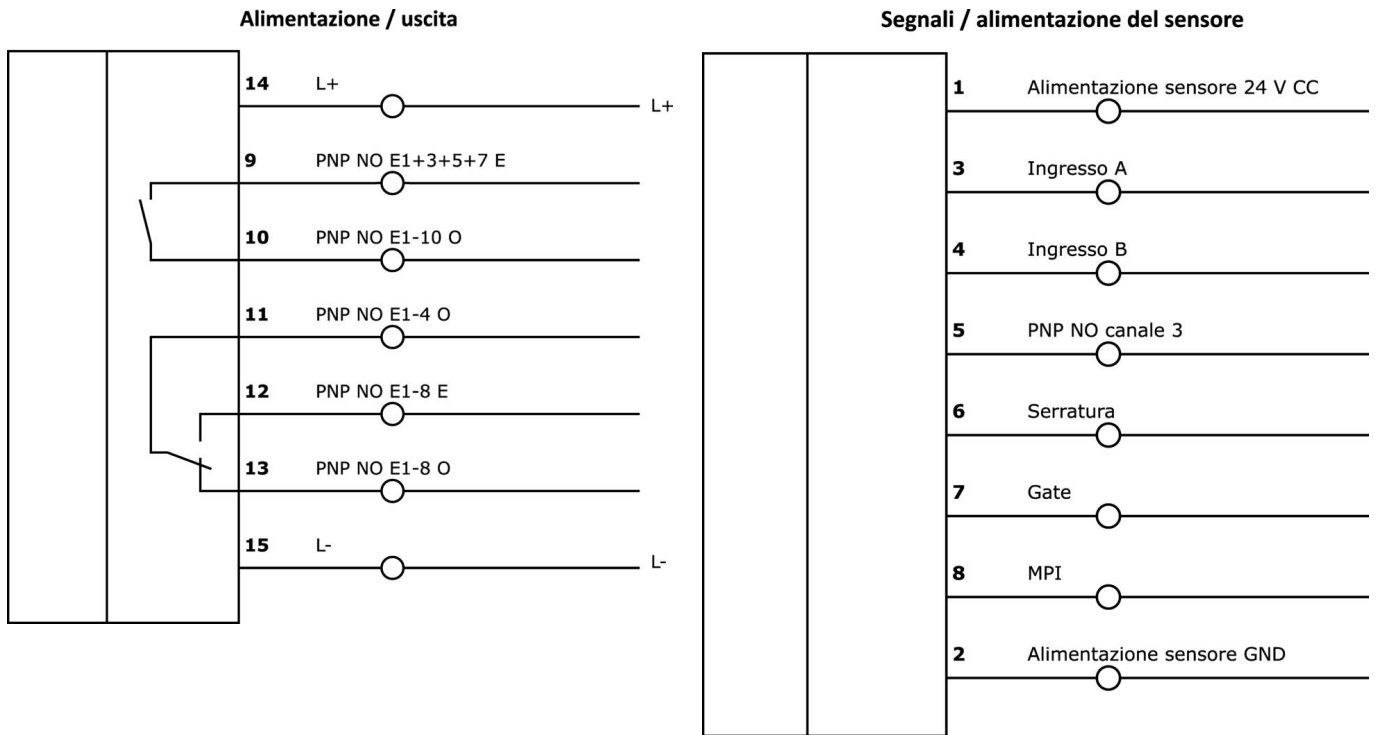 Alimentazione / uscita
14 L+
L+
9 PNP NO E1+3+5+7 E
10 PNP NO E1-10 O
11 PNP NO E1-4 O
12 PNP NO E1-8 E
13 PNP NO E1-8 O
15 L-
L-
Segnali / alimentazione del sensore
1 Alimentazione sensore 24 V CC
3 Ingresso A
4 Ingresso B
5 PNP NO canale 3
6 Serratura
7 Gate
8 MPI
2 Alimentazione sensore GND